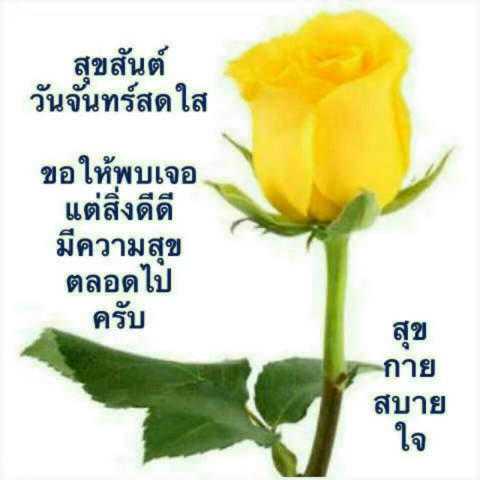 สุขสันต์
วันจันทร์สดใส
ขอให้พบเจอ
แต่สิ่งดีดี
มีความสุข
ตลอดไป
ครับ
สุข
กาย
สบาย
ใจ